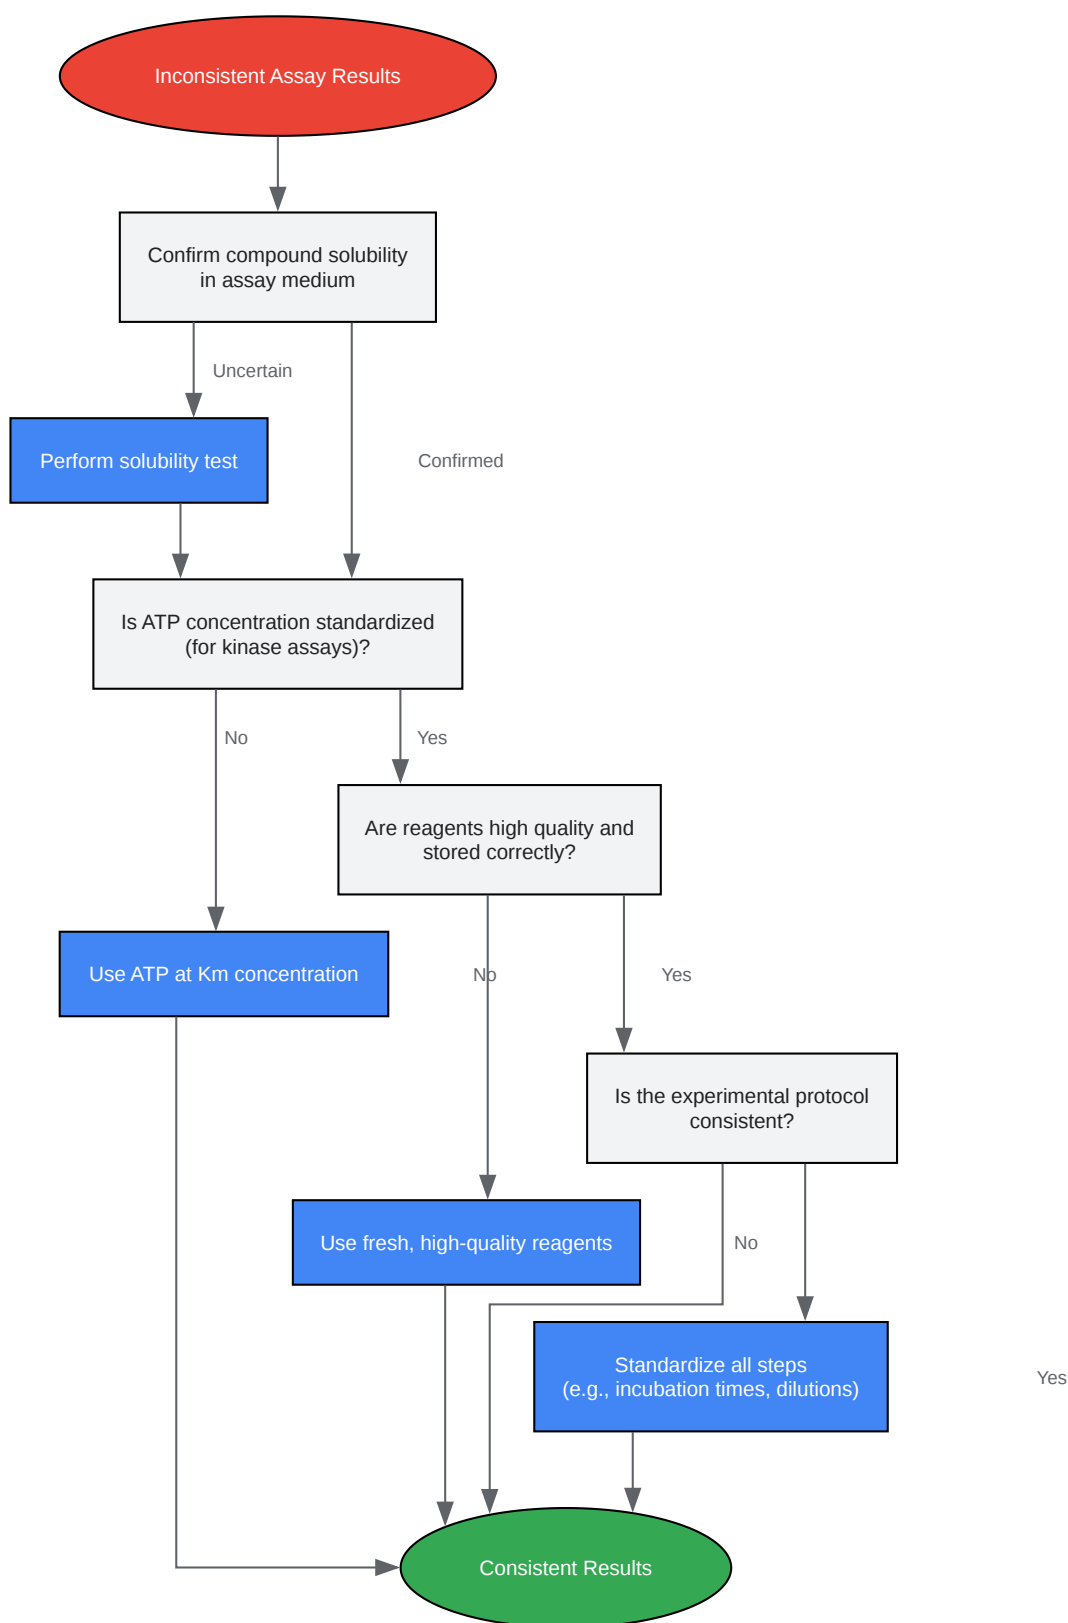 Inconsistent Assay Results
Confirm compound solubility
in assay medium
Uncertain
Perform solubility test
Confirmed
Is ATP concentration standardized
(for kinase assays)?
No
Yes
Are reagents high quality and
stored correctly?
Use ATP at Km concentration
No
Yes
Is the experimental protocol
consistent?
Use fresh, high-quality reagents
No
Standardize all steps
(e.g., incubation times, dilutions)
Yes
Consistent Results